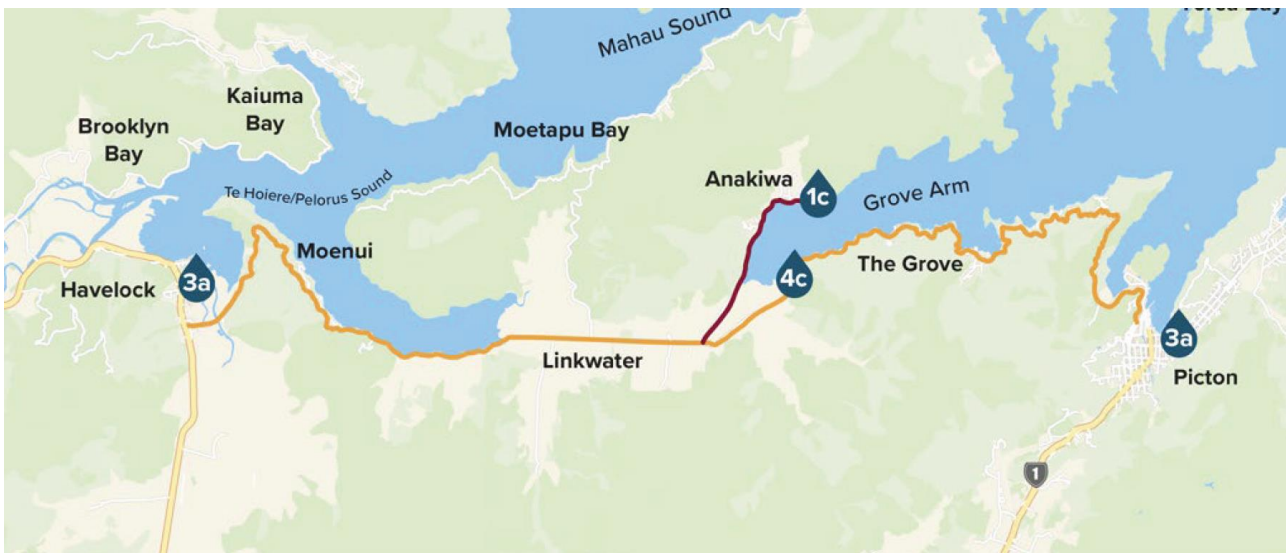 Mahau Sound
Kaiuma
Bay
Brooklyn
Bay
Moetapu Bay
Te Hoiere/Pelorus Sound
Anakiwa
1c
Grove Arm
Moenui
The Grove
4c
Havelock
3a
Linkwater
3a
Picton
1